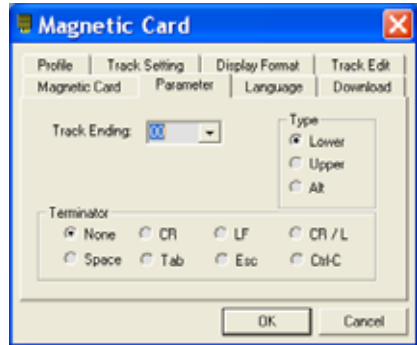 Magnetic Card
Profile Track Setting Display Format Track Edit
Magnetic Card Parameter Language Download
Track Ending: 00
Type
Lower
Upper
Alt
Terminator
None CR LF CR / L
Space Tab Esc Ctrl-C
OK Cancel